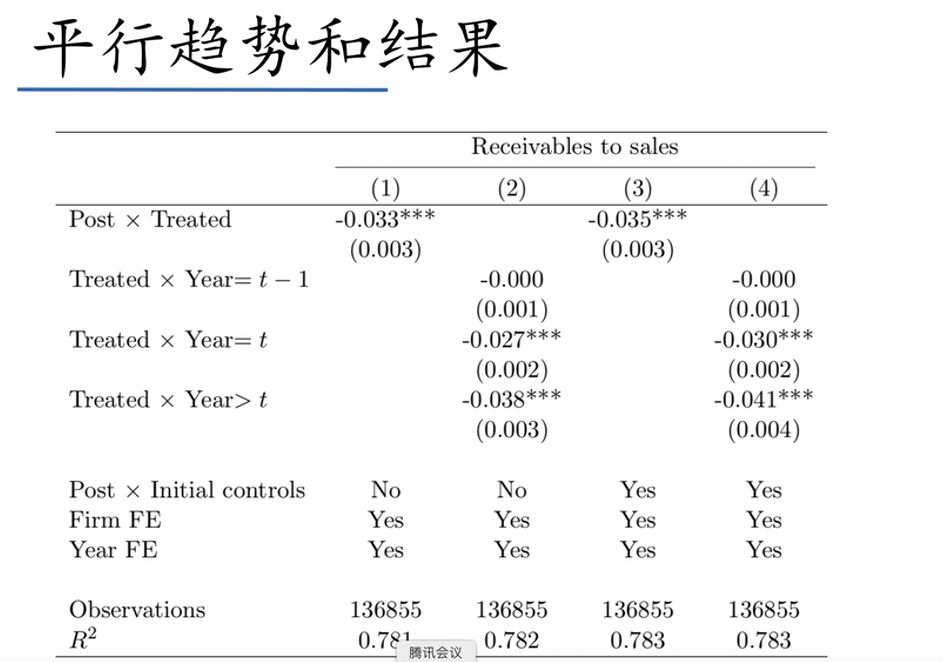 平行趋势和结果
Receivables to sales
(1) (2) (3) (4)
Post × Treated -0.033*** -0.035***
(0.003) (0.003)
Treated × Year= t − 1 -0.000 -0.000
(0.001) (0.001)
Treated × Year= t -0.027*** -0.030***
(0.002) (0.002)
Treated × Year> t -0.038*** -0.041***
(0.003) (0.004)
Post × Initial controls No No Yes Yes
Firm FE Yes Yes Yes Yes
Year FE Yes Yes Yes Yes
Observations 136855 136855 136855 136855
R² 0.781 0.782 0.783 0.783
腾讯会议